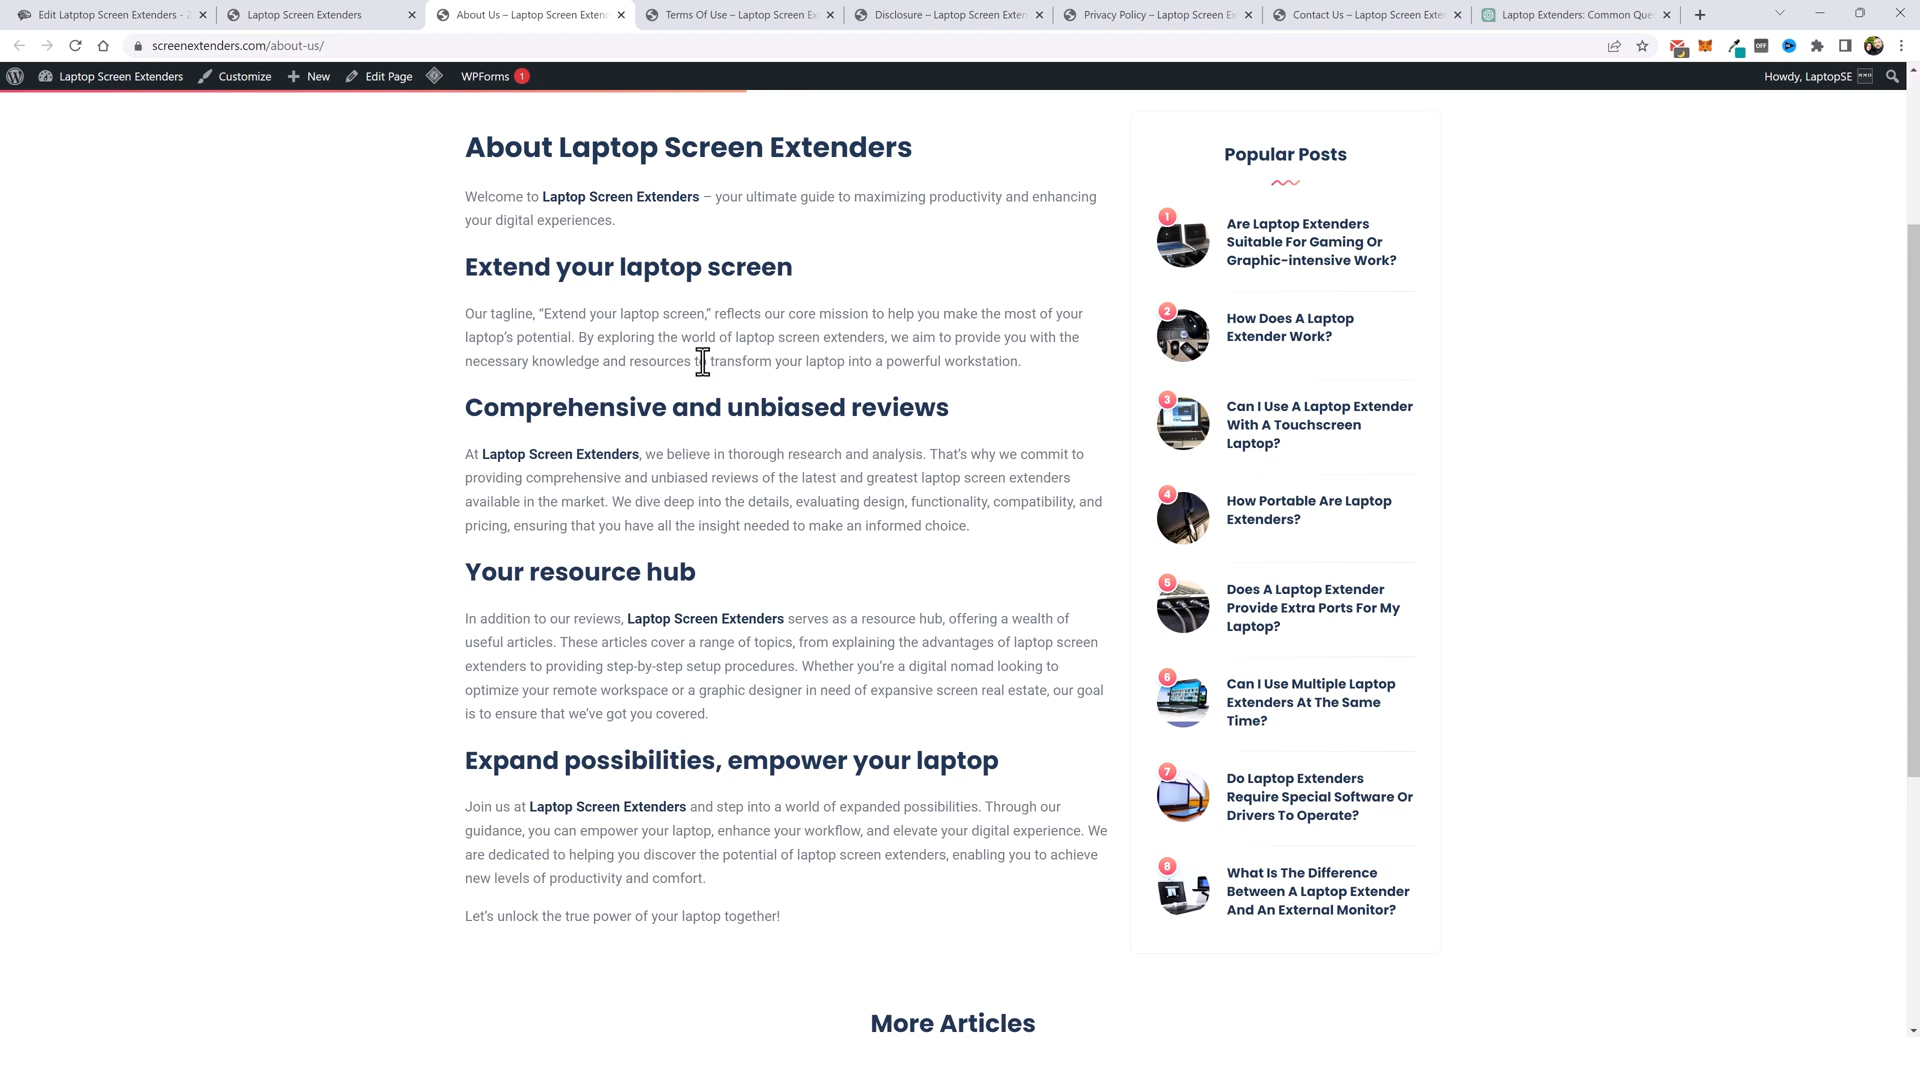 Edit Latptop Screen Extenders - 2
Laptop Screen Extenders
About Us – Laptop Screen Exten
Terms Of Use – Laptop Screen Ex
Disclosure – Laptop Screen Exten
Privacy Policy – Laptop Screen Ex
Contact Us – Laptop Screen Exte
Laptop Extenders: Common Que
screenextenders.com/about-us/
OFF
Laptop Screen Extenders
Customize
New
Edit Page
WPForms 1
Howdy, LaptopSE
About Laptop Screen Extenders
Welcome to Laptop Screen Extenders – your ultimate guide to maximizing productivity and enhancing
your digital experiences.
Extend your laptop screen
Our tagline, “Extend your laptop screen,” reflects our core mission to help you make the most of your
laptop’s potential. By exploring the world of laptop screen extenders, we aim to provide you with the
necessary knowledge and resources to transform your laptop into a powerful workstation.
Comprehensive and unbiased reviews
At Laptop Screen Extenders, we believe in thorough research and analysis. That’s why we commit to
providing comprehensive and unbiased reviews of the latest and greatest laptop screen extenders
available in the market. We dive deep into the details, evaluating design, functionality, compatibility, and
pricing, ensuring that you have all the insight needed to make an informed choice.
Your resource hub
In addition to our reviews, Laptop Screen Extenders serves as a resource hub, offering a wealth of
useful articles. These articles cover a range of topics, from explaining the advantages of laptop screen
extenders to providing step-by-step setup procedures. Whether you’re a digital nomad looking to
optimize your remote workspace or a graphic designer in need of expansive screen real estate, our goal
is to ensure that we’ve got you covered.
Expand possibilities, empower your laptop
Join us at Laptop Screen Extenders and step into a world of expanded possibilities. Through our
guidance, you can empower your laptop, enhance your workflow, and elevate your digital experience. We
are dedicated to helping you discover the potential of laptop screen extenders, enabling you to achieve
new levels of productivity and comfort.
Let’s unlock the true power of your laptop together!
Popular Posts
1
Are Laptop Extenders
Suitable For Gaming Or
Graphic-intensive Work?
2
How Does A Laptop
Extender Work?
3
Can I Use A Laptop Extender
With A Touchscreen
Laptop?
4
How Portable Are Laptop
Extenders?
5
Does A Laptop Extender
Provide Extra Ports For My
Laptop?
6
Can I Use Multiple Laptop
Extenders At The Same
Time?
7
Do Laptop Extenders
Require Special Software Or
Drivers To Operate?
8
What Is The Difference
Between A Laptop Extender
And An External Monitor?
More Articles